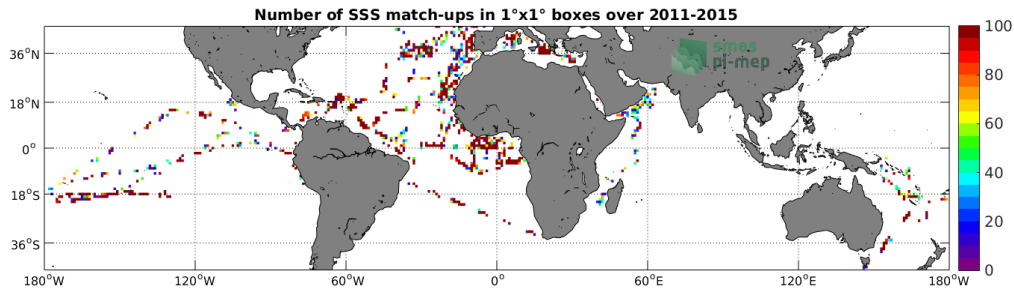 Number of SSS match-ups in 1°x1° boxes over 2011-2015
smos
pi-mep
36°N
18°N
0°
18°S
36°S
180°W
120°W
60°W
0°
60°E
120°E
180°W
100
80
60
40
20
0